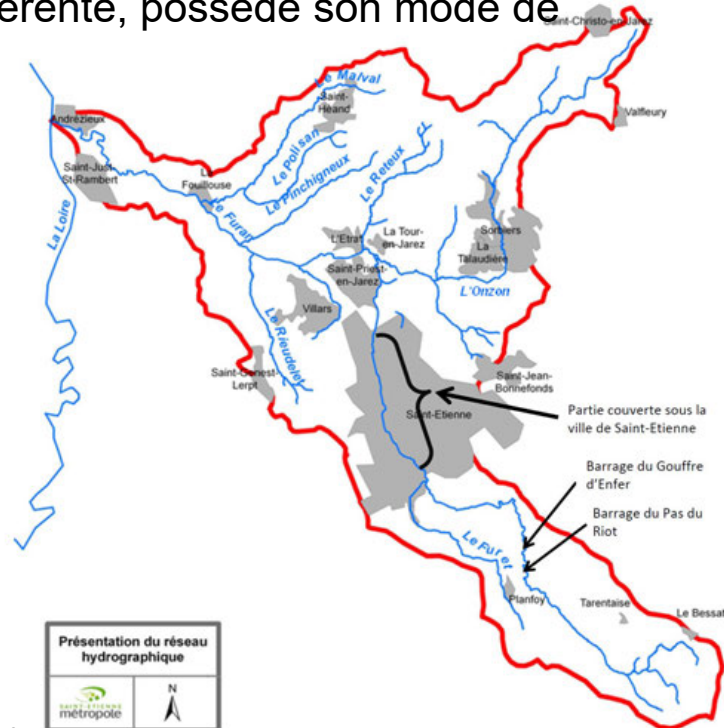 érente, possède son mode de
Saint-Christo-en-Jarez
Le Malval
Saint-
Héand
Andrézieux
Valfleury
Le Polisan
Saint-Just-
St-Rambert
La
Fouillouse
Le Pinchigneux
Le Reteux
Le Furan
La Loire
L'Etrat
La Tour-
en-Jarez
Sorbiers
La
Talaudière
Saint-Priest-
en-Jarez
L'Onzon
Villars
Le Rieudelet
Saint-Genest-
Lerpt
Saint-Jean-
Bonnefonds
Saint-Etienne
Partie couverte sous la
ville de Saint-Etienne
Barrage du Gouffre
d'Enfer
Barrage du Pas du
Riot
Le Furet
Planfoy
Tarentaise
Le Bessat
Présentation du réseau
hydrographique
SAINT-ETIENNE
métropole
N